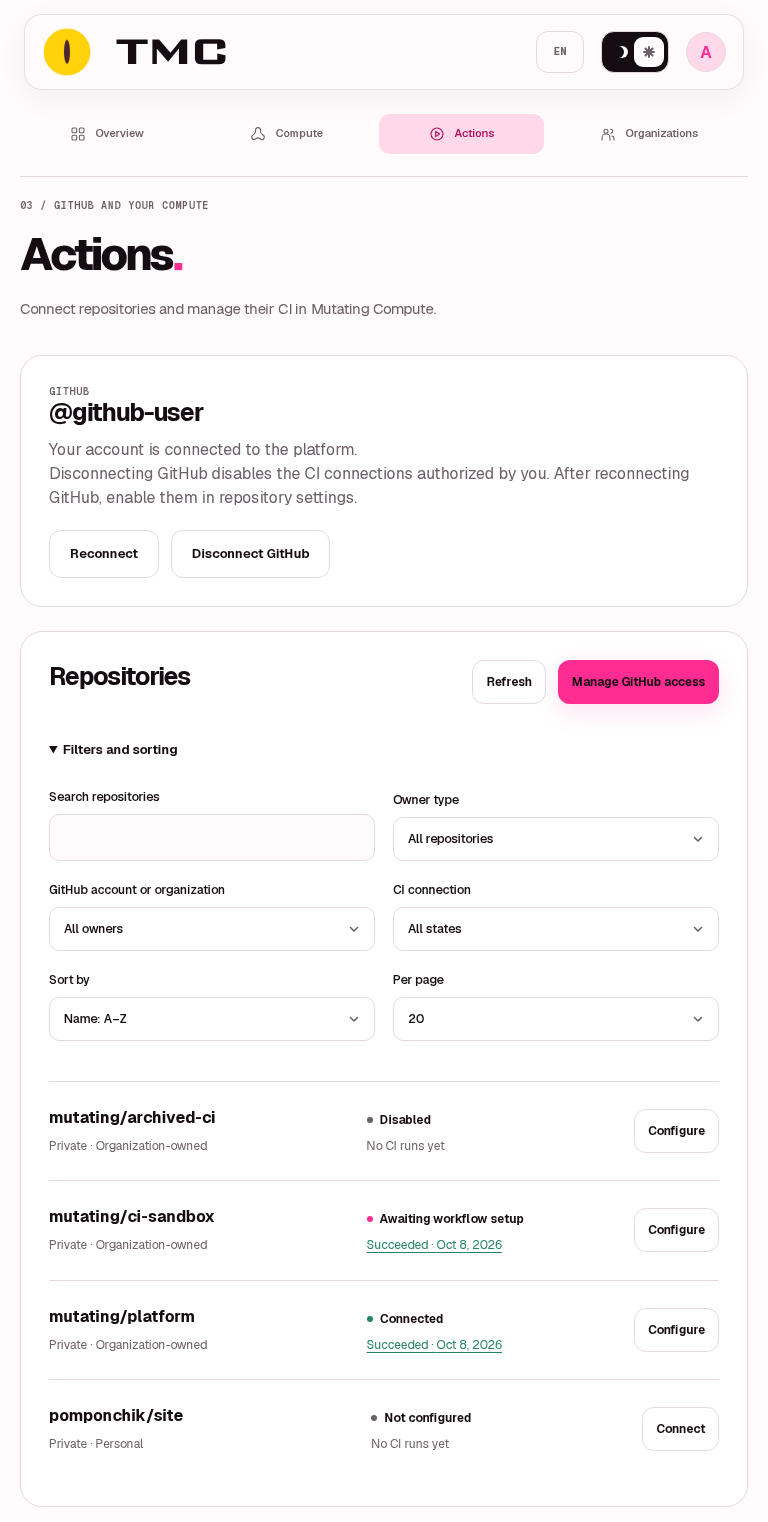 TMC
EN
A
Overview
Compute
Actions
Organizations
03 / GITHUB AND YOUR COMPUTE
Actions.
Connect repositories and manage their CI in Mutating Compute.
GITHUB
@github-user
Your account is connected to the platform.
Disconnecting GitHub disables the CI connections authorized by you. After reconnecting
GitHub, enable them in repository settings.
Reconnect
Disconnect GitHub
Repositories
Refresh
Manage GitHub access
Filters and sorting
Search repositories
Owner type
All repositories
GitHub account or organization
CI connection
All owners
All states
Sort by
Per page
Name: A–Z
20
mutating/archived-ci
Disabled
Configure
Private · Organization-owned
No CI runs yet
mutating/ci-sandbox
Awaiting workflow setup
Configure
Private · Organization-owned
Succeeded · Oct 8, 2026
mutating/platform
Connected
Configure
Private · Organization-owned
Succeeded · Oct 8, 2026
pomponchik/site
Not configured
Connect
Private · Personal
No CI runs yet